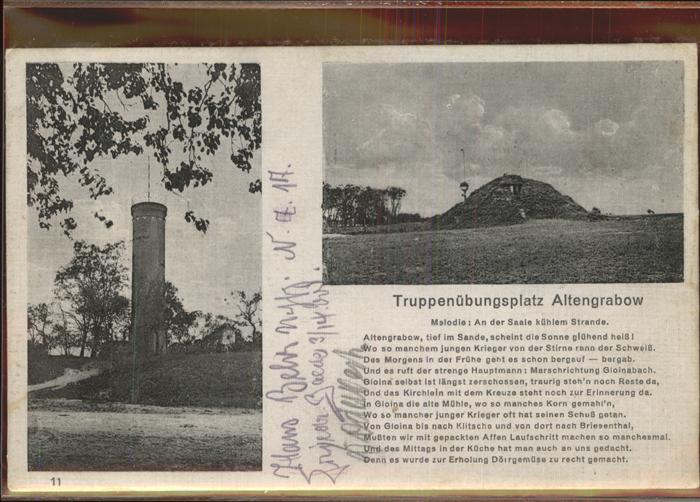 Truppenübungsplatz Altengrabow
Melodie: An der Saale kühlem Strande.
Altengrabow, tief im Sande, scheint die Sonne glühend heiß!
Wo so manchem jungen Krieger von der Stirne rann der Schweiß.
Des Morgens in der Frühe geht es schon bergauf — bergab.
Und es ruft der strenge Hauptmann: Marschrichtung Gloinabach.
Gloina selbst ist längst zerschossen, traurig steh'n noch Reste da,
Und das Kirchlein mit dem Kreuze steht noch zur Erinnerung da.
In Gloina die alte Mühle, wo so manches Korn gemahl'n,
Wo so mancher junger Krieger oft hat seinen Schuß getan.
Von Gloina bis nach Klitsche und von dort nach Briesenthal,
Mußten wir mit gepackten Affen Laufschritt machen so manchesmal.
Und des Mittags in der Küche hat man auch an uns gedacht.
Denn es wurde zur Erholung Dörrgemüse zu recht gemacht.
Hans
11